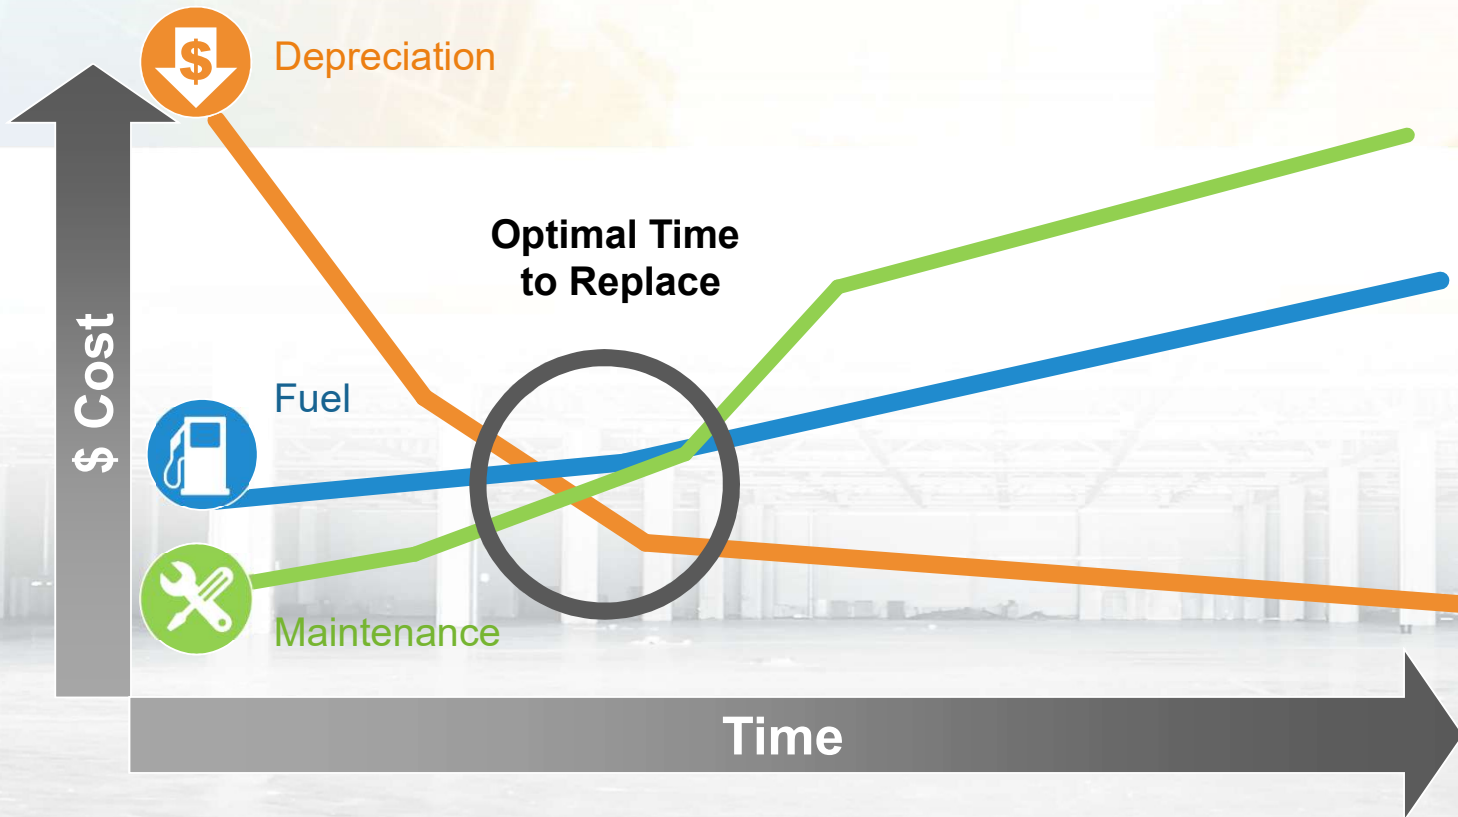 $
Depreciation
Optimal Time
to Replace
$ Cost
Fuel
Maintenance
Time